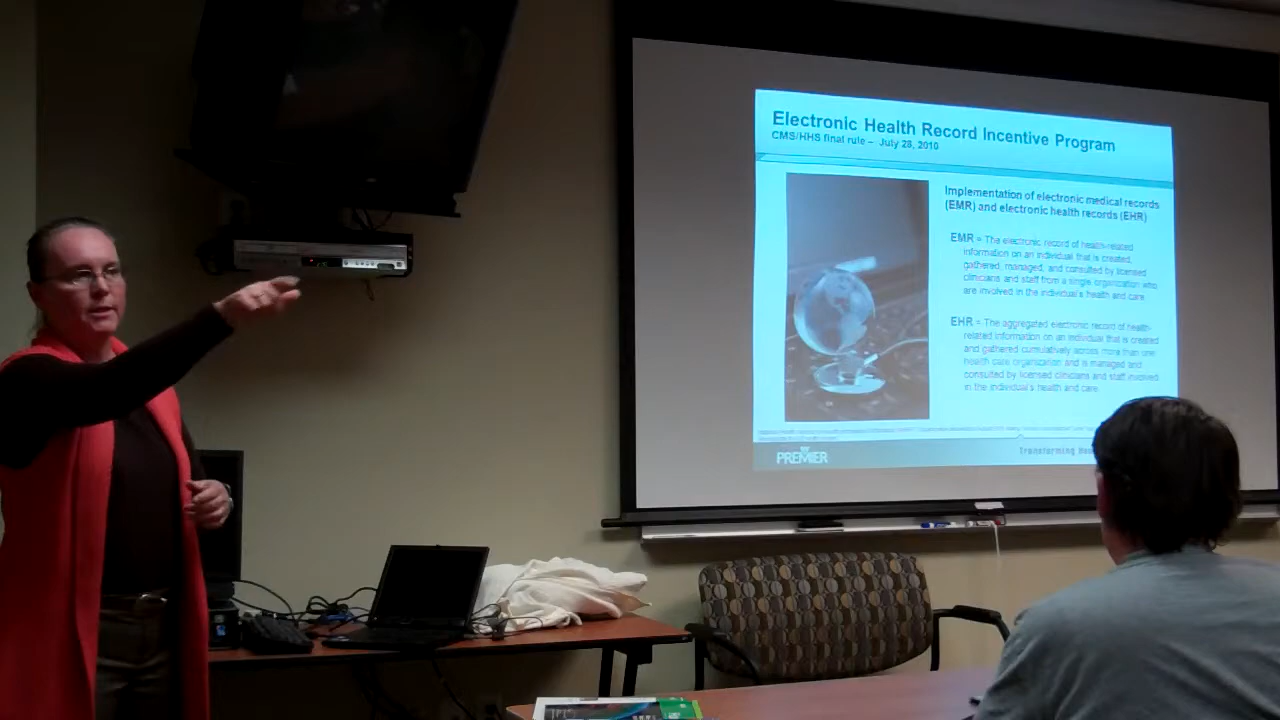 Electronic Health Record Incentive Program
CMS/HHS final rule – July 28, 2010
Implementation of electronic medical records
(EMR) and electronic health records (EHR)
EMR = The electronic record of health-related
information on an individual that is created,
gathered, managed, and consulted by licensed
clinicians and staff from a single organization who
are involved in the individual's health and care.
EHR = The aggregated electronic record of health-
related information on an individual that is created
and gathered cumulatively across more than one
health care organization and is managed and
consulted by licensed clinicians and staff involved
in the individual's health and care.
PREMIER
Transforming